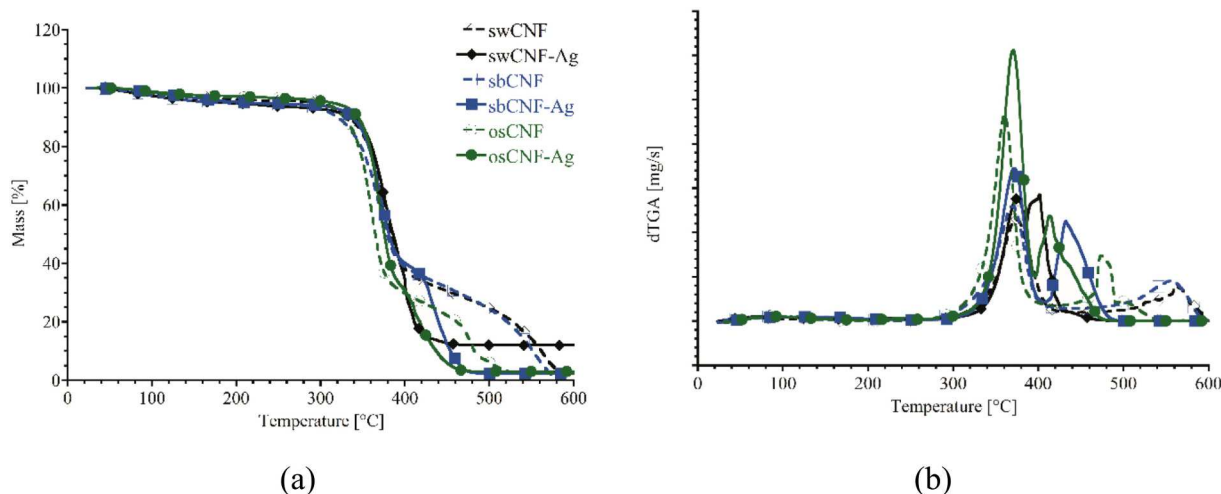 120
100
80
60
40
20
0
Mass [%]
0 100 200 300 400 500 600
Temperature [°C]
swCNF
swCNF-Ag
sbCNF
sbCNF-Ag
osCNF
osCNF-Ag
(a)
dTGA [mg/s]
0 100 200 300 400 500 600
Temperature [°C]
(b)